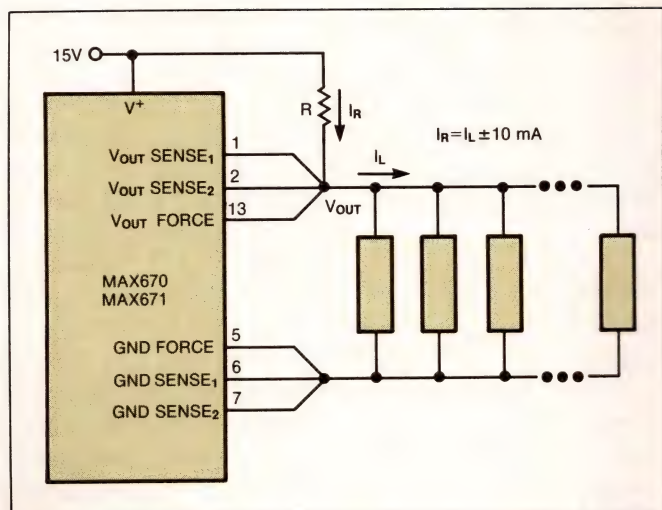 15V
V+
R
IR
IR=IL ±10 mA
VOUT SENSE1
1
VOUT SENSE2
2
VOUT FORCE
13
IL
VOUT
MAX670
MAX671
GND FORCE
5
GND SENSE1
6
GND SENSE2
7